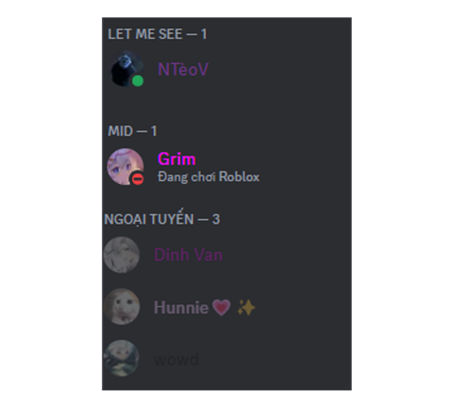 LET ME SEE — 1
NTèoV
MID — 1
Grim
Đang chơi Roblox
NGOẠI TUYẾN — 3
Dinh Van
Hunnie 💗 ✨
wowd